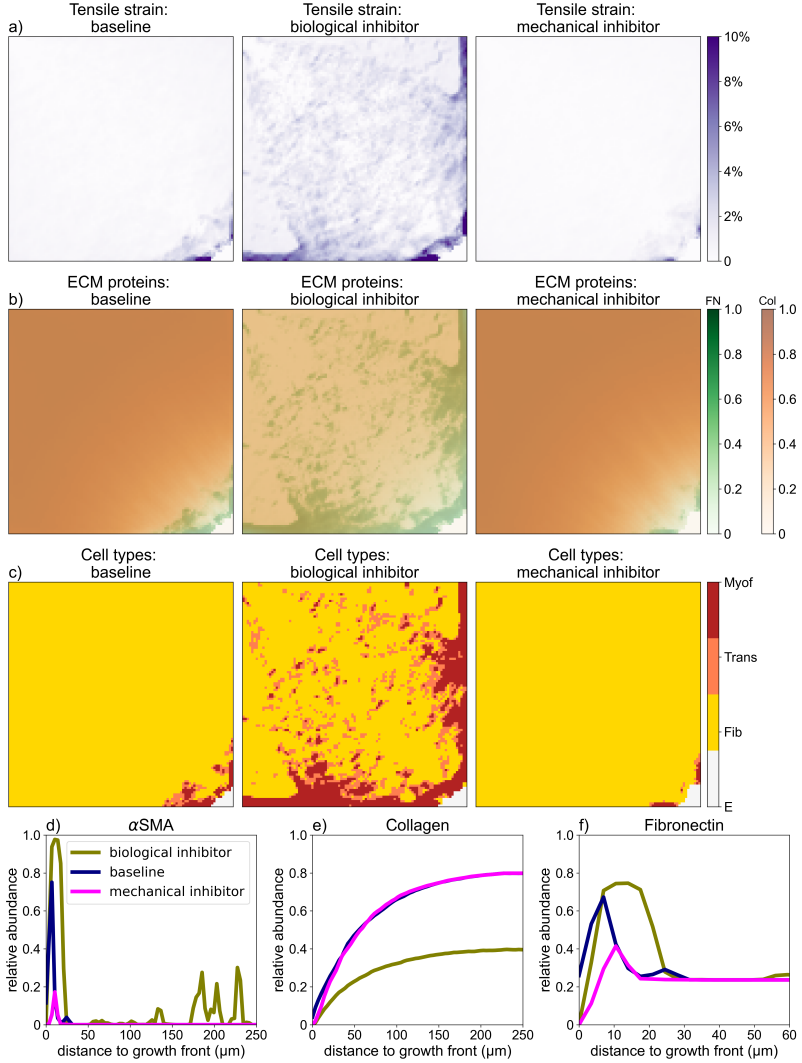 Tensile strain:
baseline
Tensile strain:
biological inhibitor
Tensile strain:
mechanical inhibitor
a)
10%
8%
6%
4%
2%
0
ECM proteins:
baseline
ECM proteins:
biological inhibitor
ECM proteins:
mechanical inhibitor
b)
FN
Col
1.0
0.8
0.6
0.4
0.2
0
1.0
0.8
0.6
0.4
0.2
0
Cell types:
baseline
Cell types:
biological inhibitor
Cell types:
mechanical inhibitor
c)
Myof
Trans
Fib
E
d)
αSMA
1.0
0.8
0.6
0.4
0.2
0
relative abundance
biological inhibitor
baseline
mechanical inhibitor
0 50 100 150 200 250
distance to growth front (μm)
e)
Collagen
1.0
0.8
0.6
0.4
0.2
0
relative abundance
0 50 100 150 200 250
distance to growth front (μm)
f)
Fibronectin
1.0
0.8
0.6
0.4
0.2
0
relative abundance
0 10 20 30 40 50 60
distance to growth front (μm)